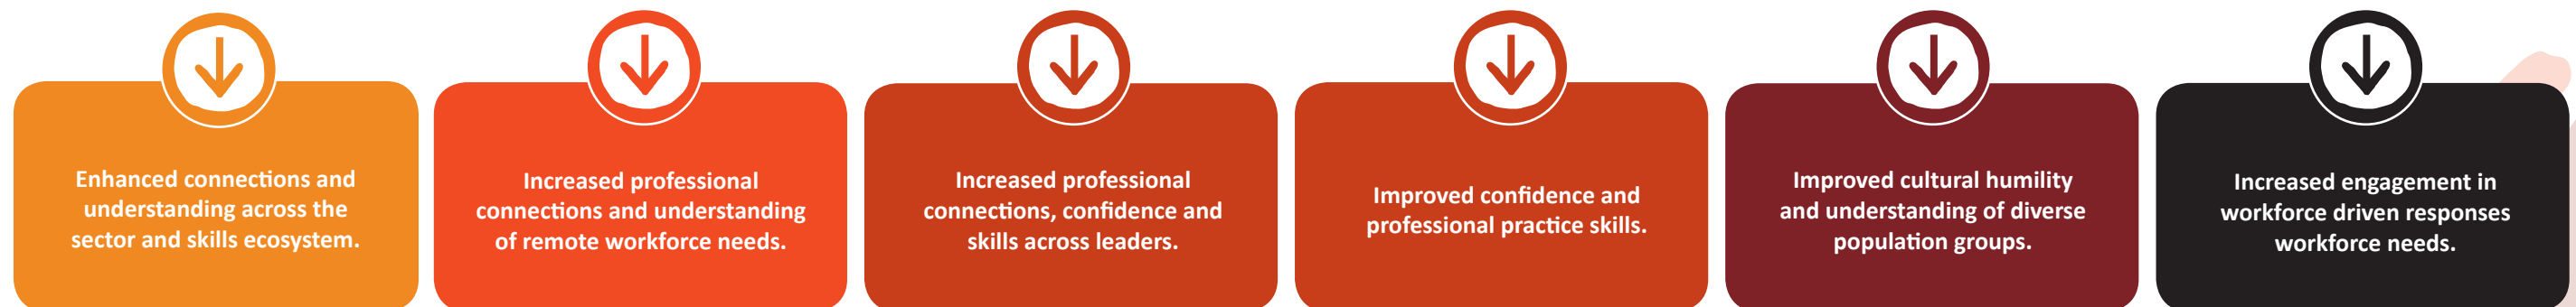 Enhanced connections and
understanding across the
sector and skills ecosystem.
Increased professional
connections and understanding
of remote workforce needs.
Increased professional
connections, confidence and
skills across leaders.
Improved confidence and
professional practice skills.
Improved cultural humility
and understanding of diverse
population groups.
Increased engagement in
workforce driven responses
workforce needs.